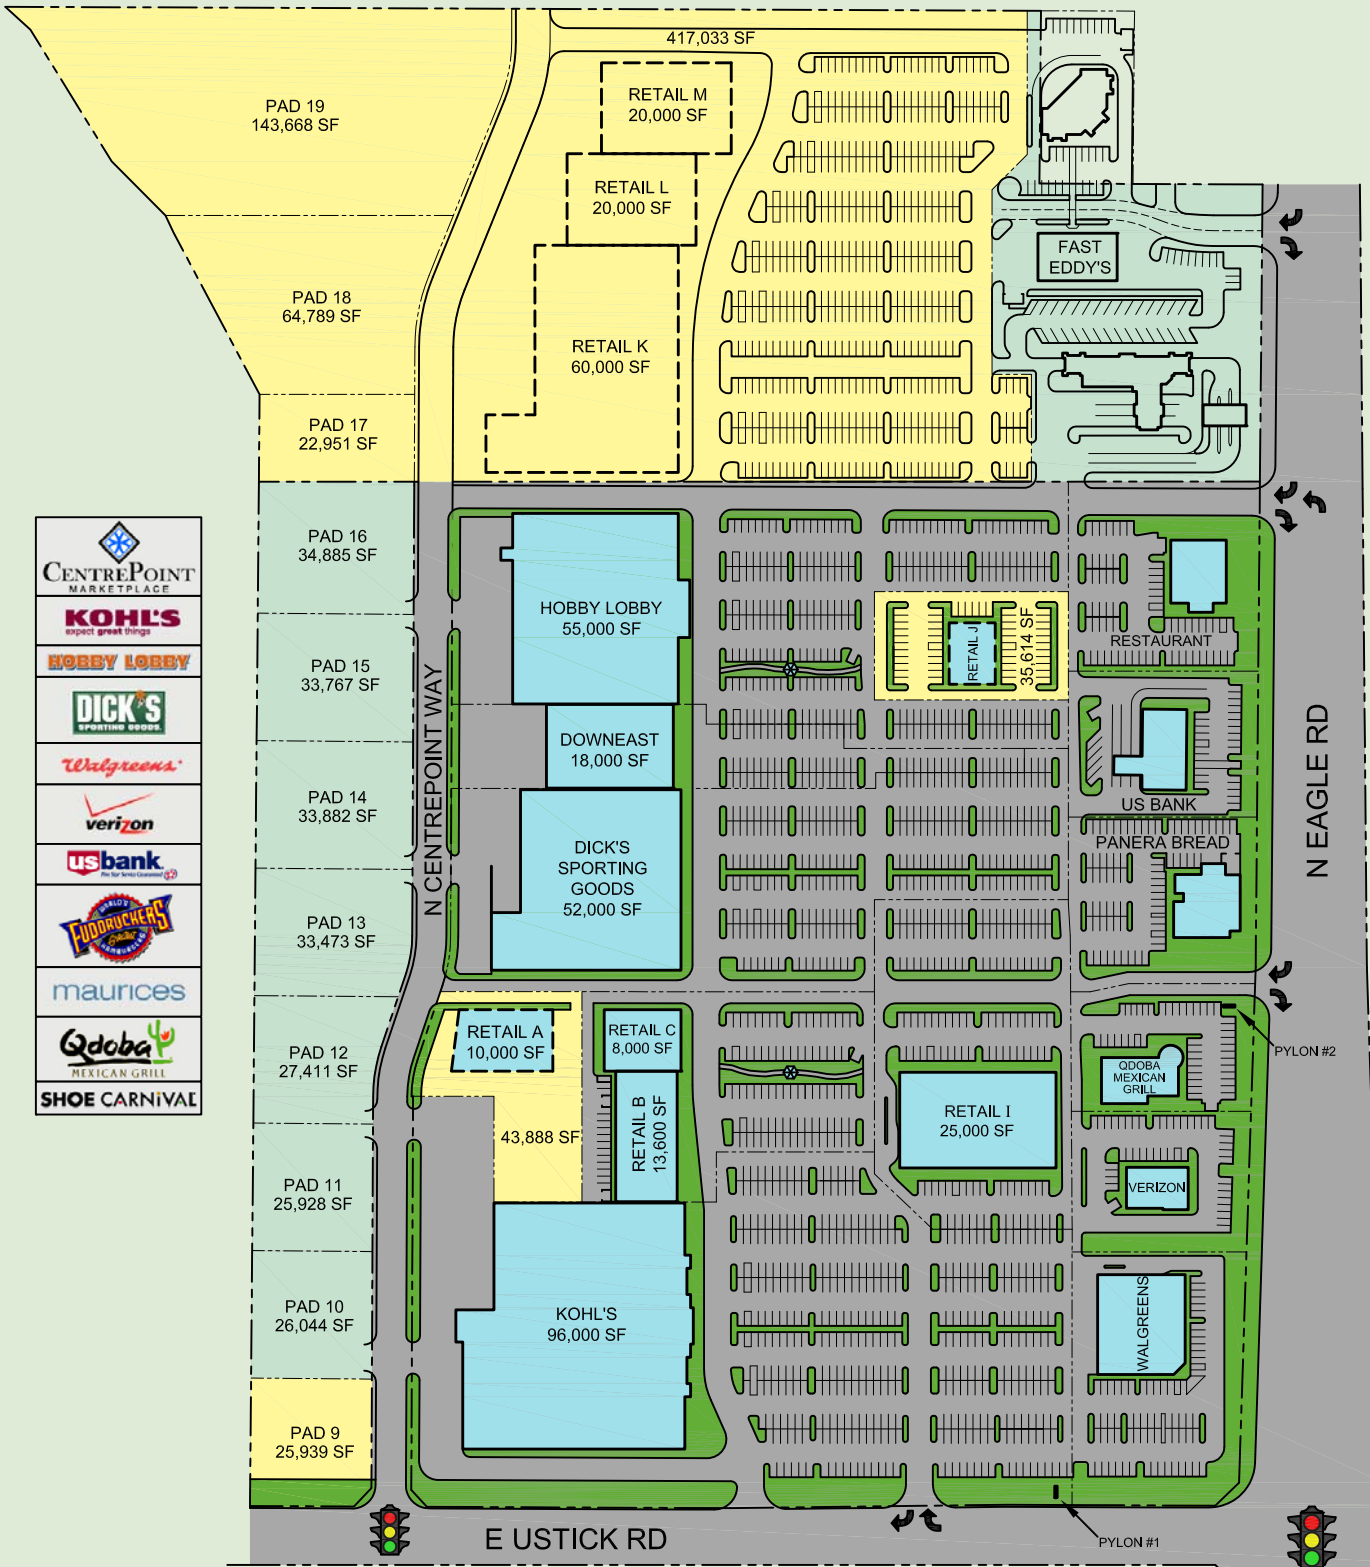 417,033 SF
RETAIL M
20,000 SF
PAD 19
143,668 SF
RETAIL L
20,000 SF
FAST
EDDY'S
PAD 18
64,789 SF
RETAIL K
60,000 SF
PAD 17
22,951 SF
PAD 16
34,885 SF
CENTREPOINT
MARKETPLACE
KOHL'S
expect great things
HOBBY LOBBY
DICK'S
SPORTING GOODS
Walgreens
verizon
usbank
WORLD'S
FUDDRUCKERS
GREATEST
HAMBURGERS
maurices
Qdoba
MEXICAN GRILL
SHOE CARNIVAL
HOBBY LOBBY
55,000 SF
RETAIL J
35,614 SF
RESTAURANT
PAD 15
33,767 SF
N CENTREPOINT WAY
DOWNEAST
18,000 SF
US BANK
N EAGLE RD
PAD 14
33,882 SF
DICK'S
SPORTING
GOODS
52,000 SF
PANERA BREAD
PAD 13
33,473 SF
RETAIL A
10,000 SF
RETAIL C
8,000 SF
PAD 12
27,411 SF
PYLON #2
QDOBA
MEXICAN
GRILL
RETAIL I
25,000 SF
43,888 SF
RETAIL B
13,600 SF
PAD 11
25,928 SF
VERIZON
PAD 10
26,044 SF
KOHL'S
96,000 SF
WALGREENS
PAD 9
25,939 SF
E USTICK RD
PYLON #1